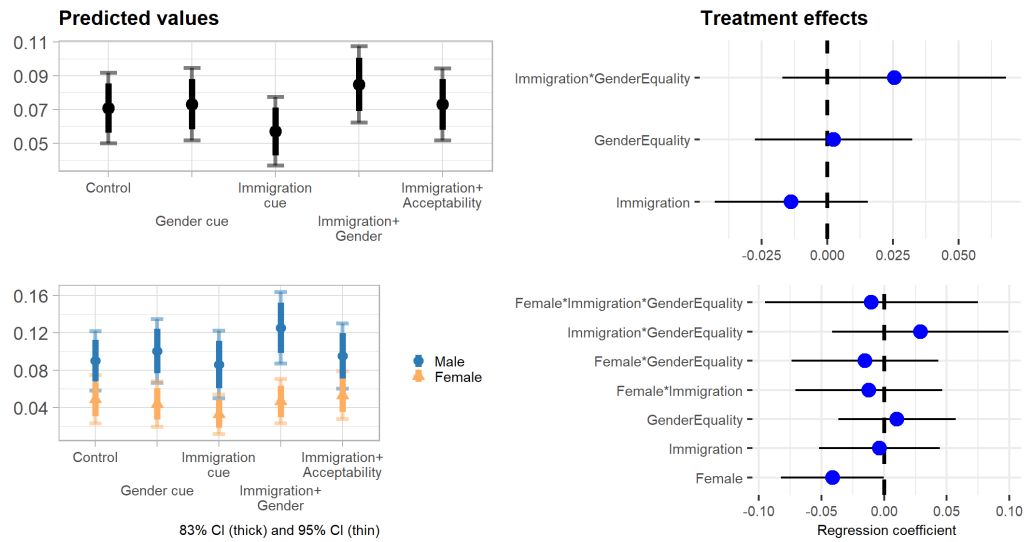 Predicted values
0.11
0.09
0.07
0.05
Control
Gender cue
Immigration
cue
Immigration+
Gender
Immigration+
Acceptability
Treatment effects
Immigration*GenderEquality
GenderEquality
Immigration
-0.025
0.000
0.025
0.050
0.16
0.12
0.08
0.04
Control
Gender cue
Immigration
cue
Immigration+
Gender
Immigration+
Acceptability
Male
Female
83% CI (thick) and 95% CI (thin)
Female*Immigration*GenderEquality
Immigration*GenderEquality
Female*GenderEquality
Female*Immigration
GenderEquality
Immigration
Female
-0.10
-0.05
0.00
0.05
0.10
Regression coefficient